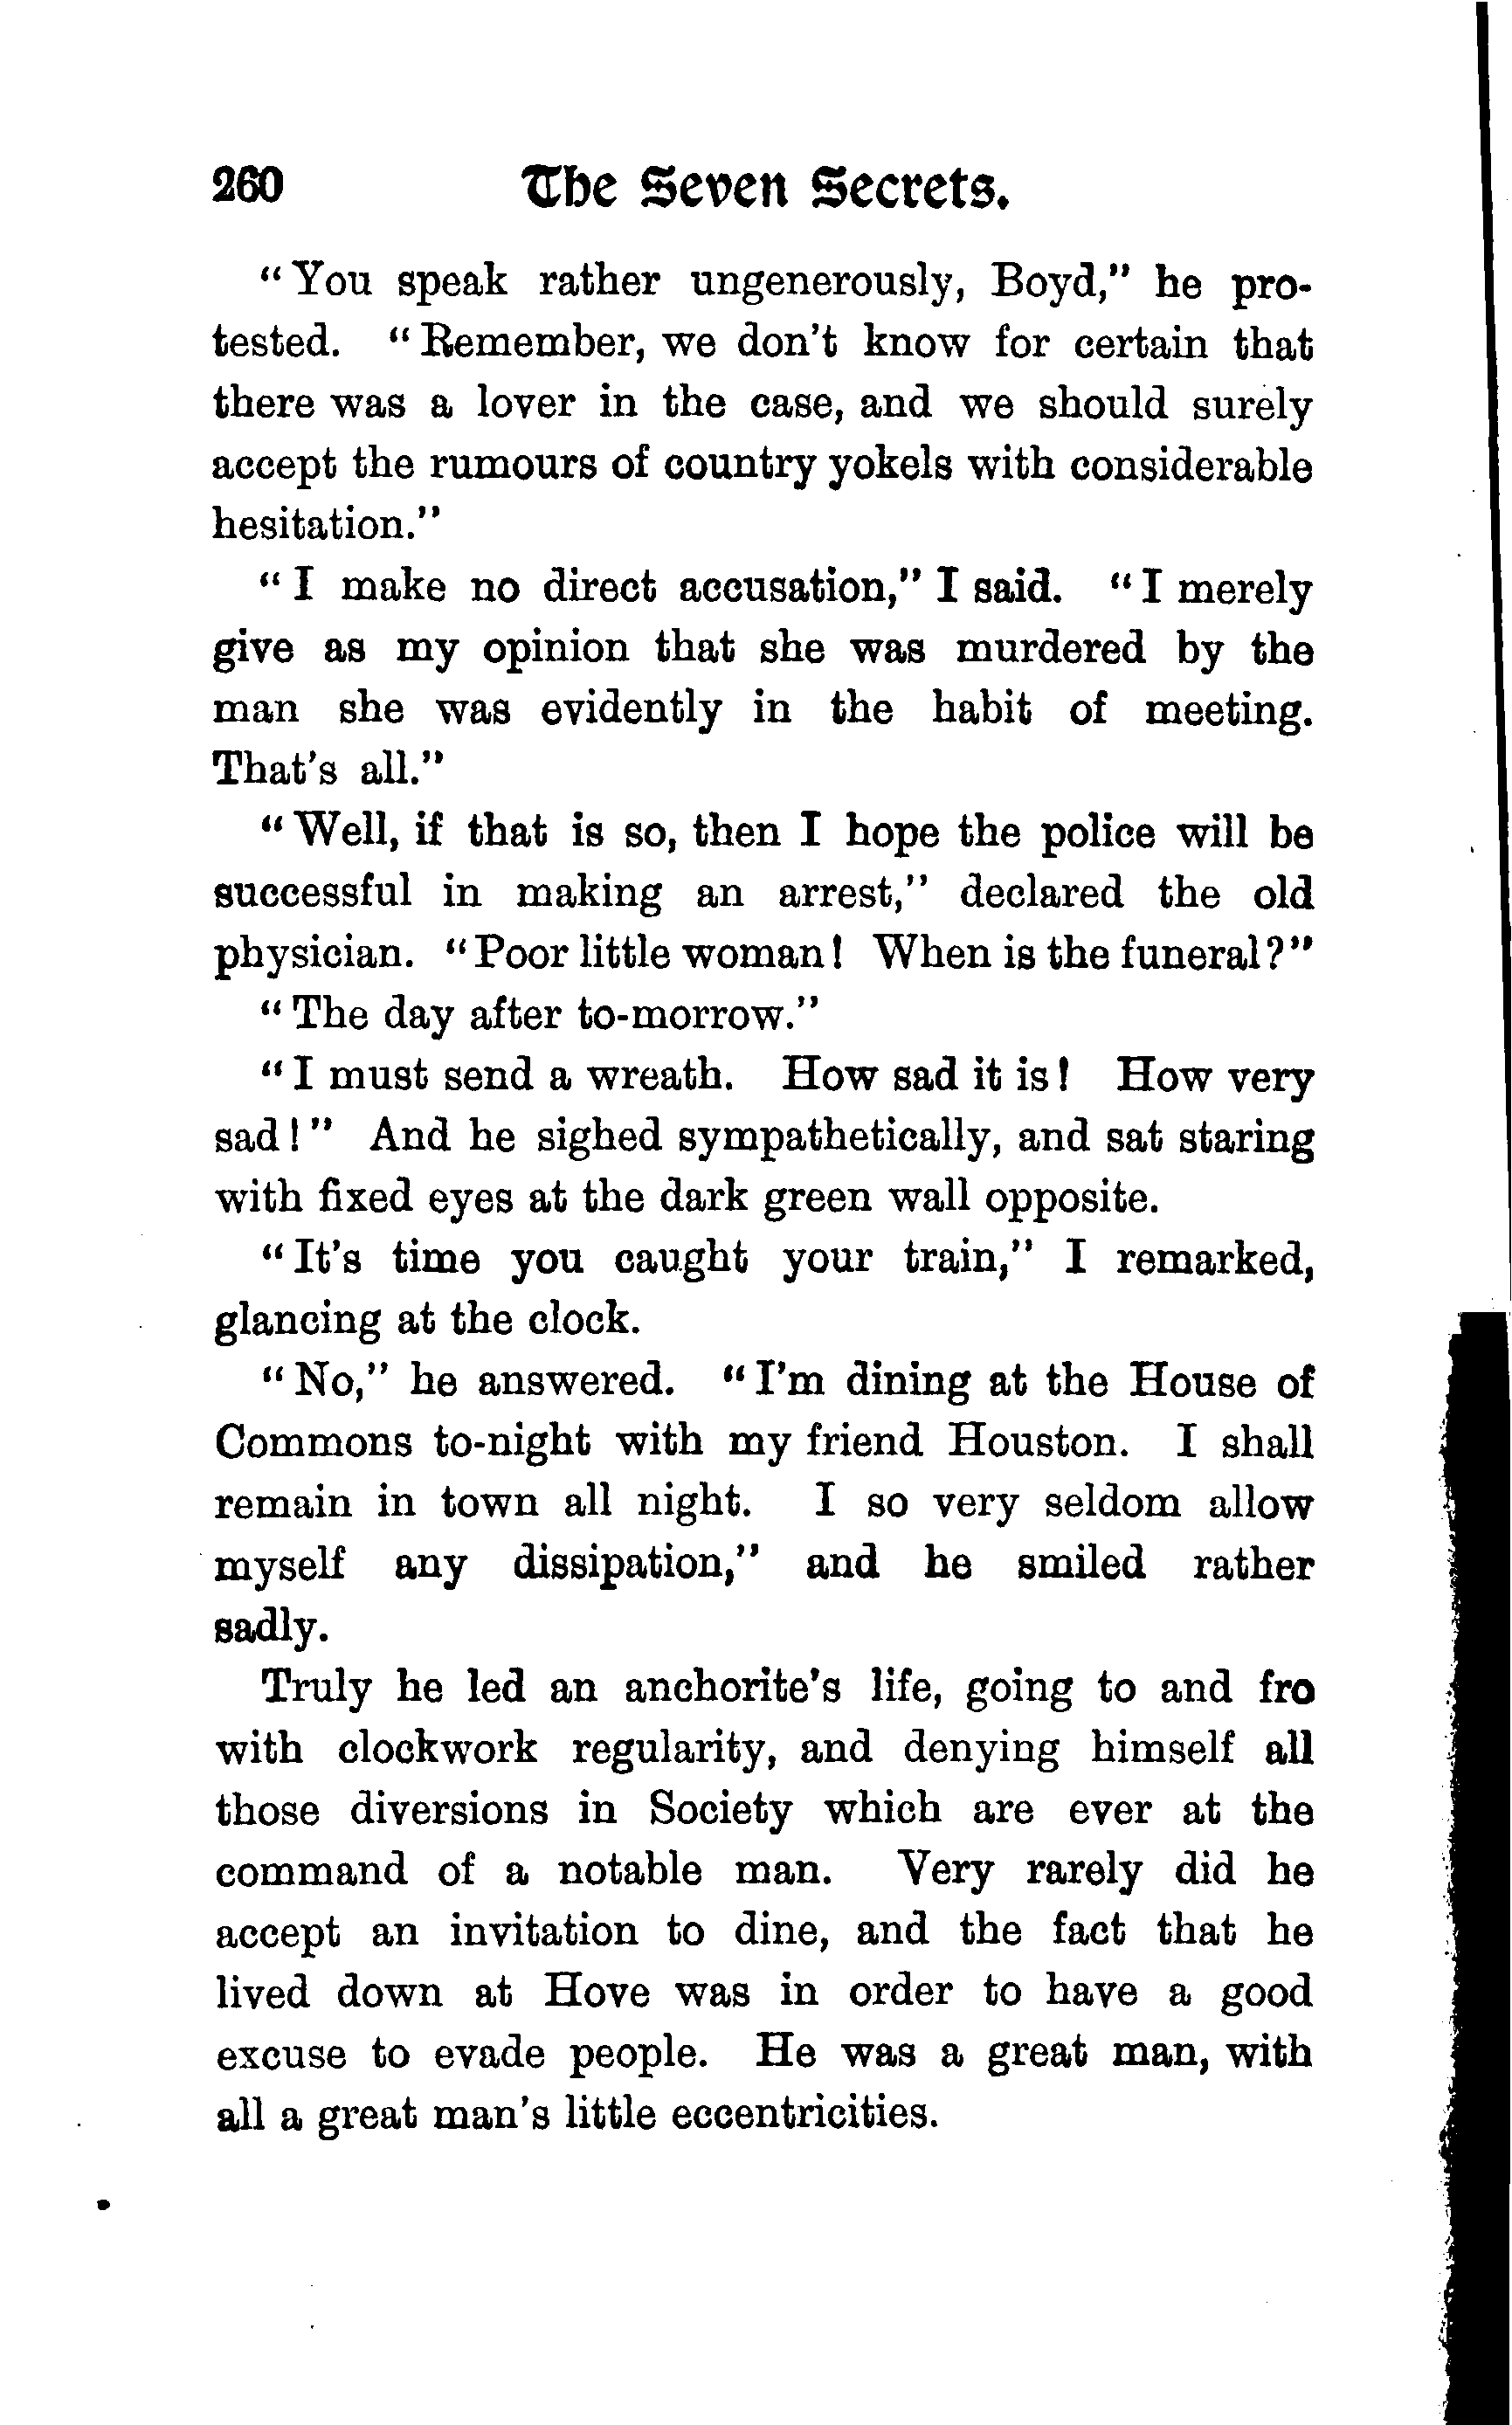 260 The Seven Secrets.
"You speak rather ungenerously, Boyd," he pro-
tested. "Remember, we don't know for certain that
there was a lover in the case, and we should surely
accept the rumours of country yokels with considerable
hesitation."
"I make no direct accusation," I said. "I merely
give as my opinion that she was murdered by the
man she was evidently in the habit of meeting.
That's all."
"Well, if that is so, then I hope the police will be
successful in making an arrest," declared the old
physician. "Poor little woman! When is the funeral?"
"The day after to-morrow."
"I must send a wreath. How sad it is! How very
sad!" And he sighed sympathetically, and sat staring
with fixed eyes at the dark green wall opposite.
"It's time you caught your train," I remarked,
glancing at the clock.
"No," he answered. "I'm dining at the House of
Commons to-night with my friend Houston. I shall
remain in town all night. I so very seldom allow
myself any dissipation," and he smiled rather
sadly.
Truly he led an anchorite's life, going to and fro
with clockwork regularity, and denying himself all
those diversions in Society which are ever at the
command of a notable man. Very rarely did he
accept an invitation to dine, and the fact that he
lived down at Hove was in order to have a good
excuse to evade people. He was a great man, with
all a great man's little eccentricities.